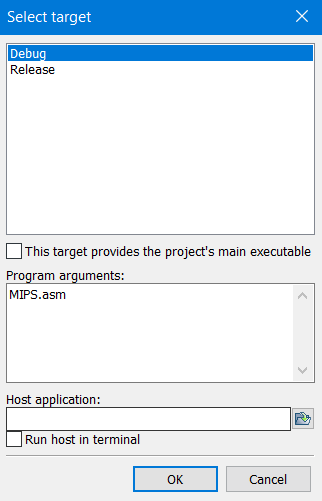 Select target
Debug
Release
This target provides the project's main executable
Program arguments:
MIPS.asm
Host application:
Run host in terminal
OK
Cancel